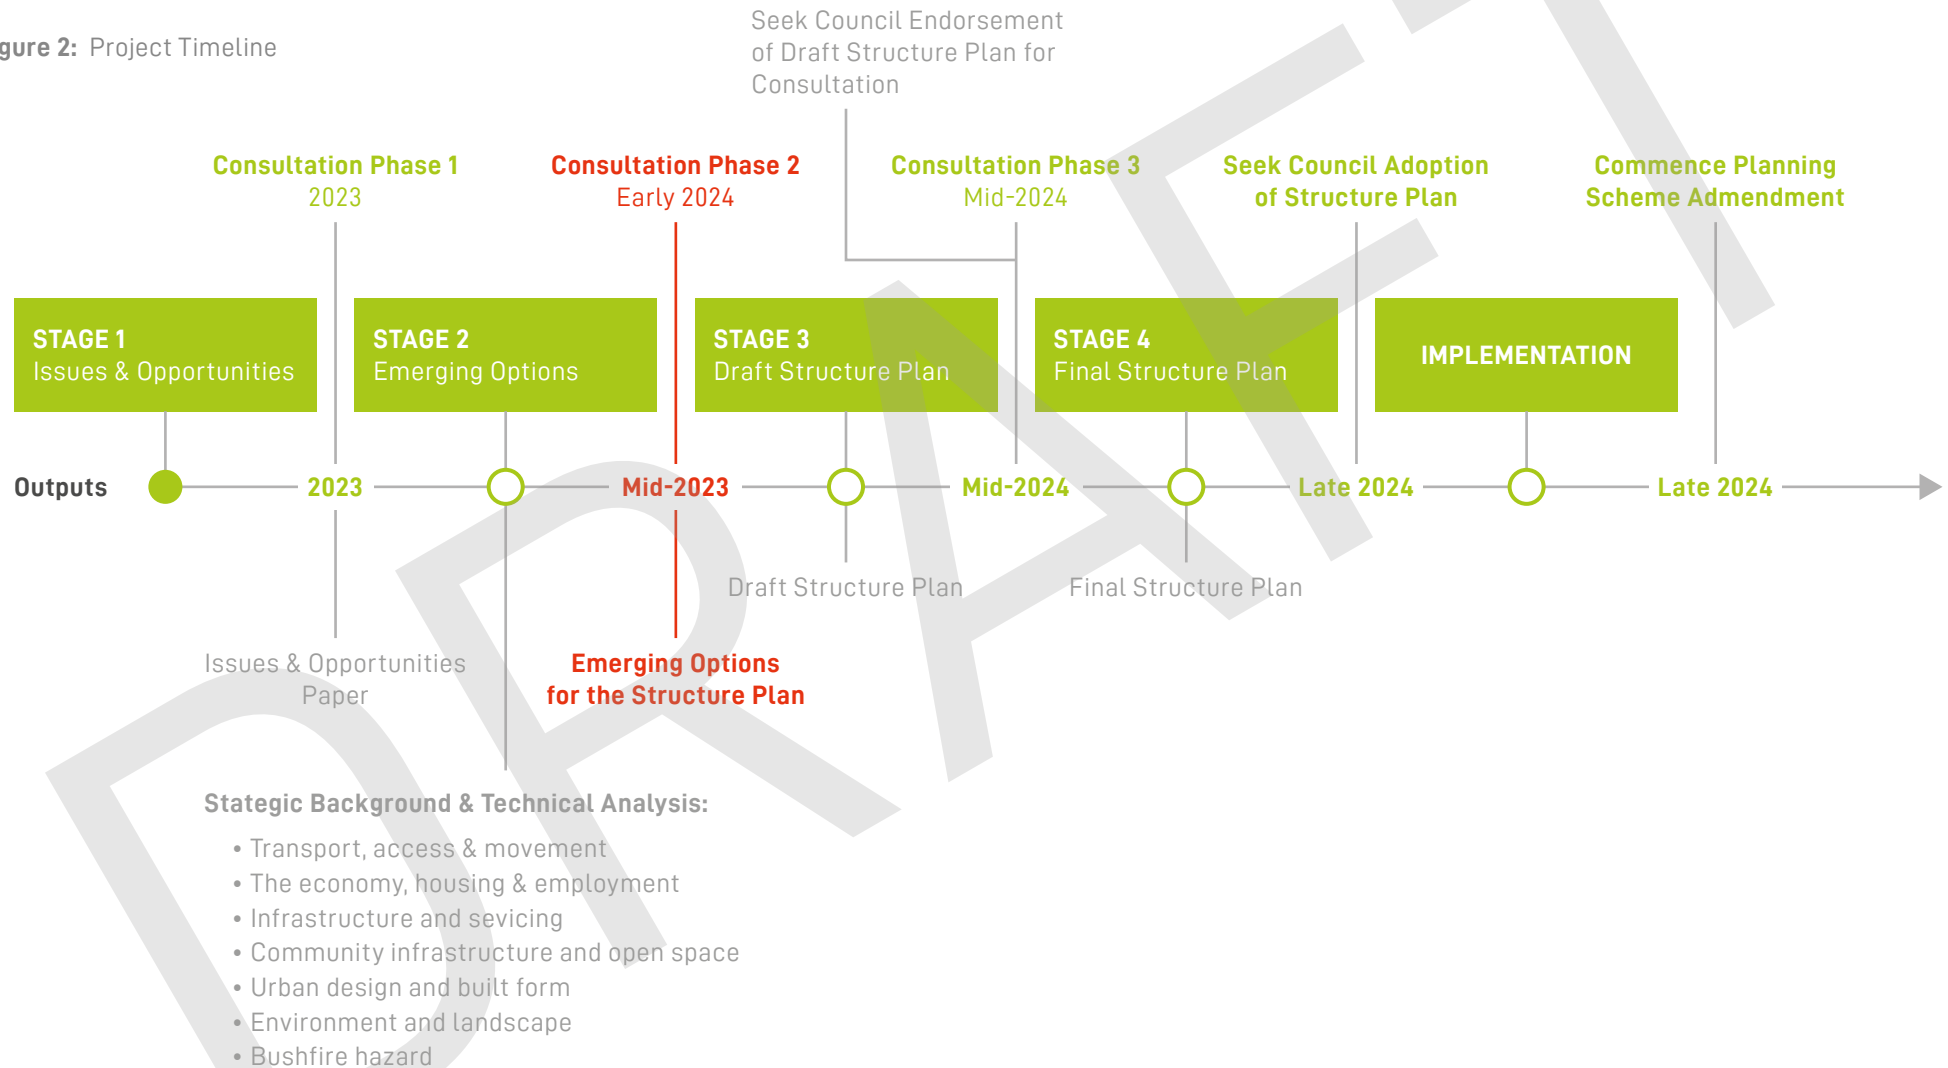 gure 2: Project Timeline
Seek Council Endorsement
of Draft Structure Plan for
Consultation
Consultation Phase 1
2023
Consultation Phase 2
Early 2024
Consultation Phase 3
Mid-2024
Seek Council Adoption
of Structure Plan
Commence Planning
Scheme Admendment
STAGE 1
Issues & Opportunities
STAGE 2
Emerging Options
STAGE 3
Draft Structure Plan
STAGE 4
Final Structure Plan
IMPLEMENTATION
Outputs
2023
Mid-2023
Mid-2024
Late 2024
Late 2024
Draft Structure Plan
Final Structure Plan
Issues & Opportunities
Paper
Emerging Options
for the Structure Plan
Stategic Background & Technical Analysis:
• Transport, access & movement
• The economy, housing & employment
• Infrastructure and sevicing
• Community infrastructure and open space
• Urban design and built form
• Environment and landscape
• Bushfire hazard
DRAFT